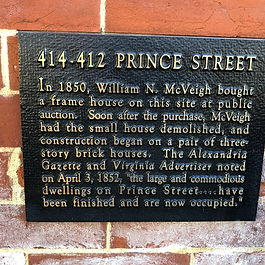 414-412 PRINCE STREET
In 1850, William N. McVeigh bought
a frame house on this site at public
auction. Soon after the purchase, McVeigh
had the small house demolished, and
construction began on a pair of three-
story brick houses. The Alexandria
Gazette and Virginia Advertiser noted
on April 3, 1852, "the large and commodious
dwellings on Prince Street....have
been finished and are now occupied."